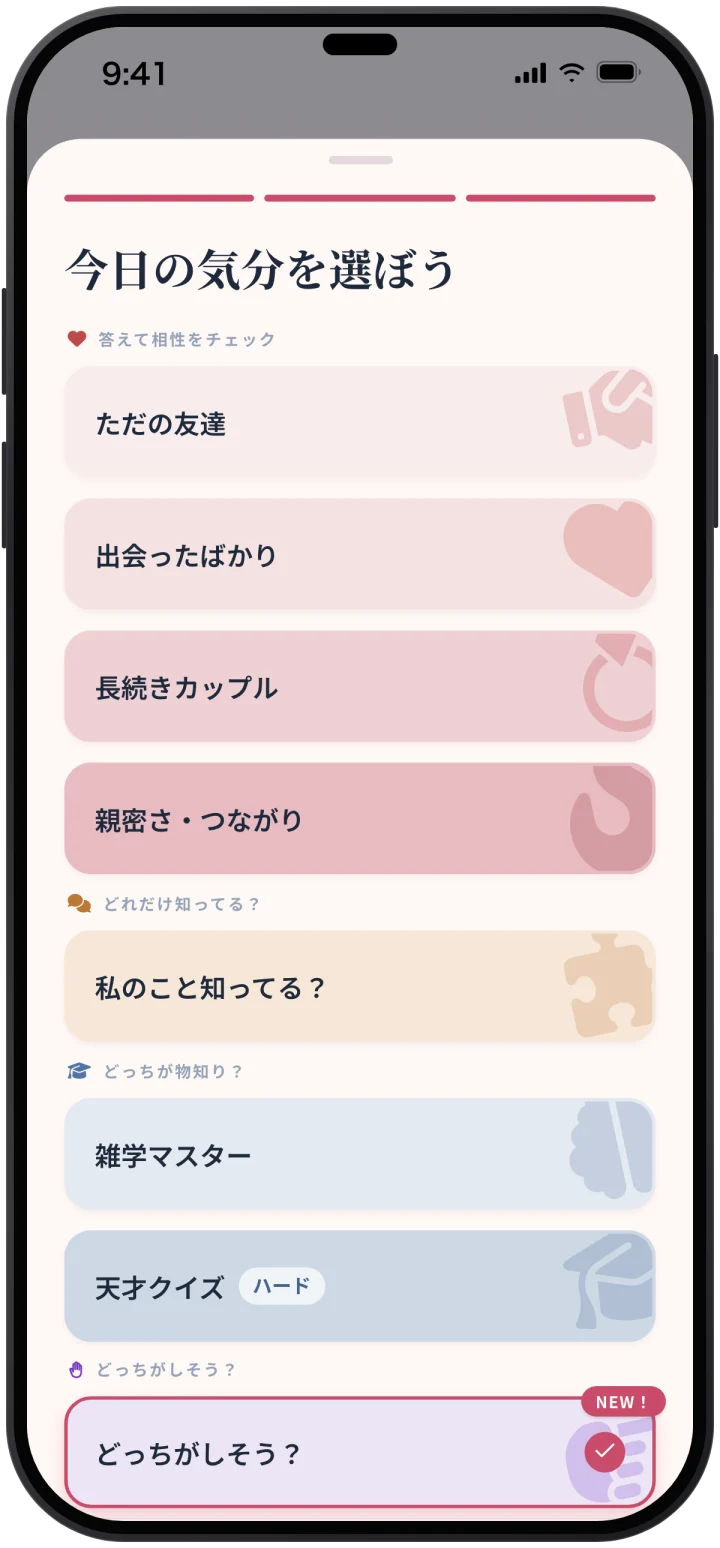 9:41
今日の気分を選ぼう
答えて相性をチェック
ただの友達
出会ったばかり
長続きカップル
親密さ・つながり
どれだけ知ってる？
私のこと知ってる？
どっちが物知り？
雑学マスター
天才クイズ ハード
どっちがしそう？
NEW！
どっちがしそう？